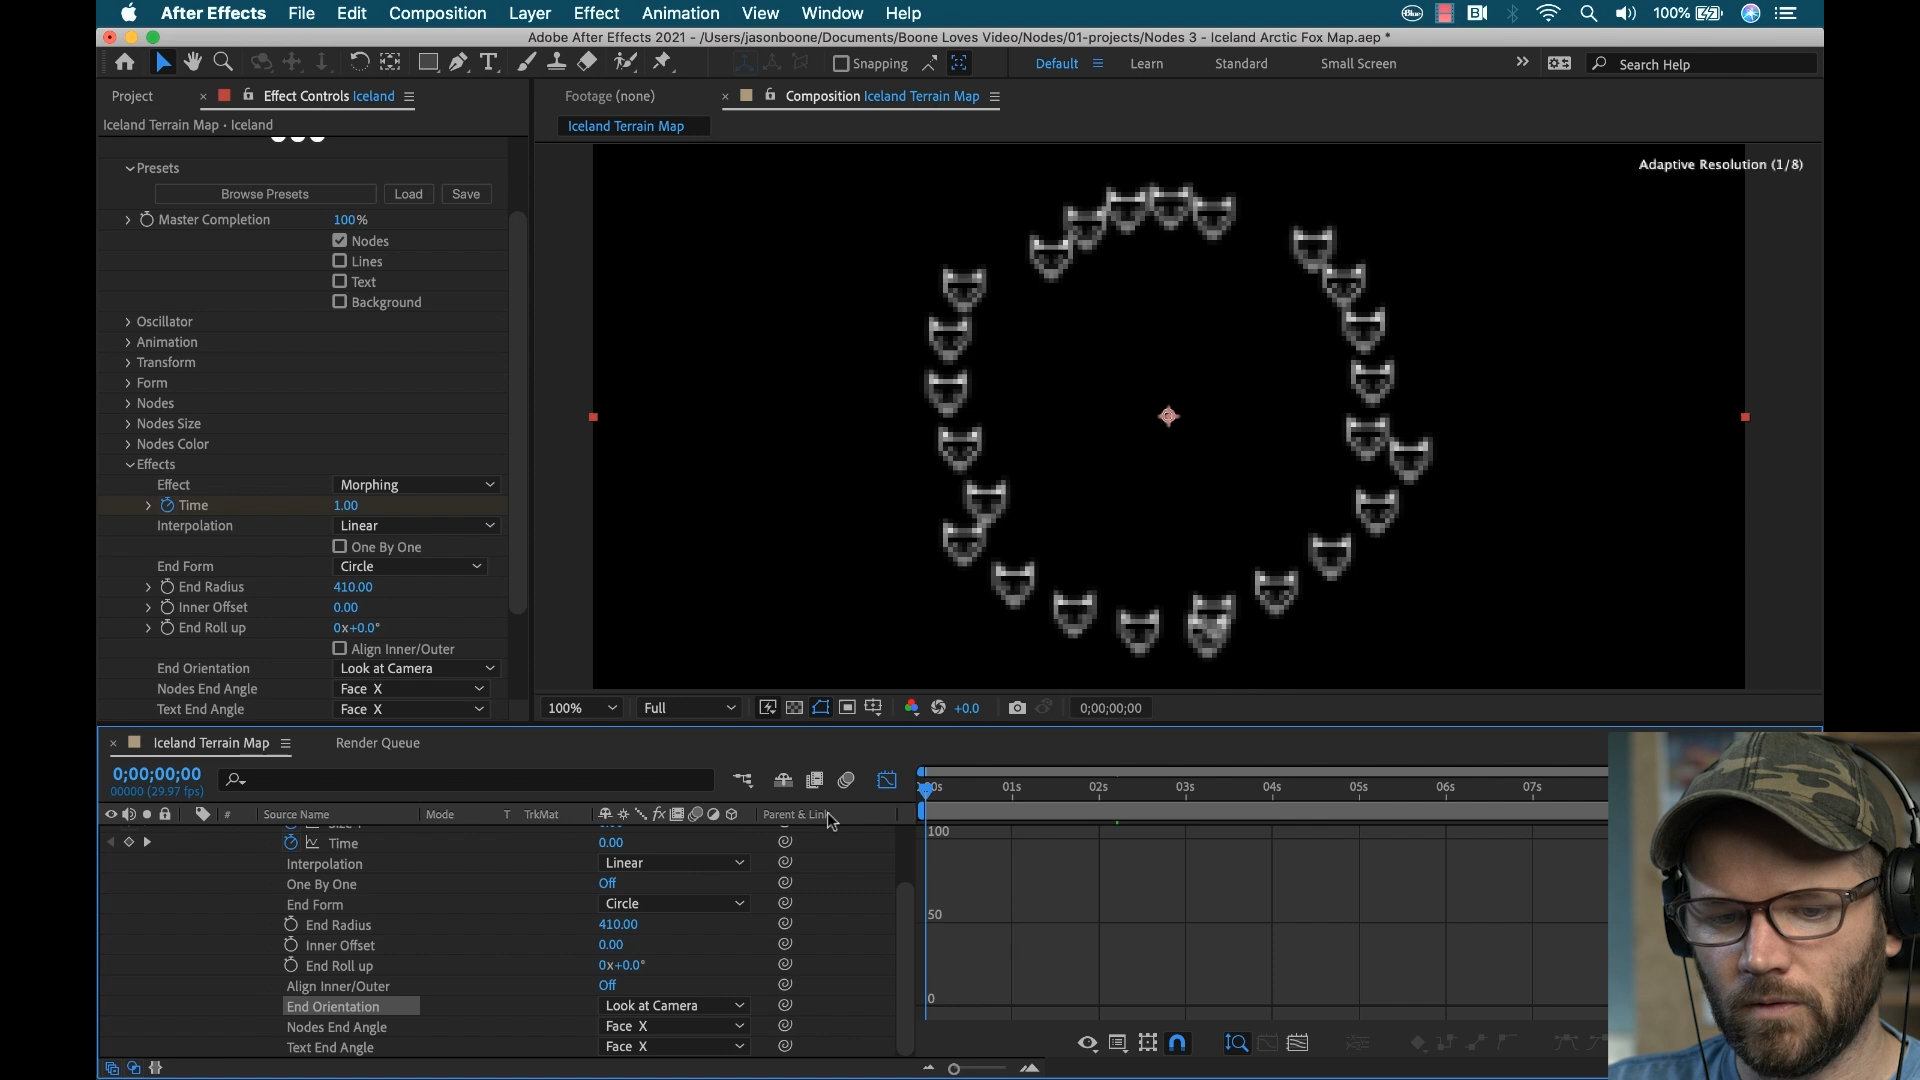 After Effects File Edit Composition Layer Effect Animation View Window Help 100%
Adobe After Effects 2021 - /Users/jasonboone/Documents/Boone Loves Video/Nodes/01-projects/Nodes 3 - Iceland Arctic Fox Map.aep *
Snapping Default Learn Standard Small Screen Search Help
Project Effect Controls Iceland
Footage (none) Composition Iceland Terrain Map
Iceland Terrain Map • Iceland
Iceland Terrain Map
Adaptive Resolution (1/8)
Presets
Browse Presets Load Save
Master Completion 100%
Nodes
Lines
Text
Background
Oscillator
Animation
Transform
Form
Nodes
Nodes Size
Nodes Color
Effects
Effect Morphing
Time 1.00
Interpolation Linear
One By One
End Form Circle
End Radius 410.00
Inner Offset 0.00
End Roll up 0x+0.0°
Align Inner/Outer
End Orientation Look at Camera
Nodes End Angle Face X
Text End Angle Face X
100% Full +0.0 0;00;00;00
Iceland Terrain Map Render Queue
0;00;00;00
00000 (29.97 fps)
01s 02s 03s 04s 05s 06s 07s
# Source Name Mode T TrkMat Parent & Link
100
Time 0.00
Interpolation Linear
One By One Off
End Form Circle
50
End Radius 410.00
Inner Offset 0.00
End Roll up 0x+0.0°
Align Inner/Outer Off
0
End Orientation Look at Camera
Nodes End Angle Face X
Text End Angle Face X